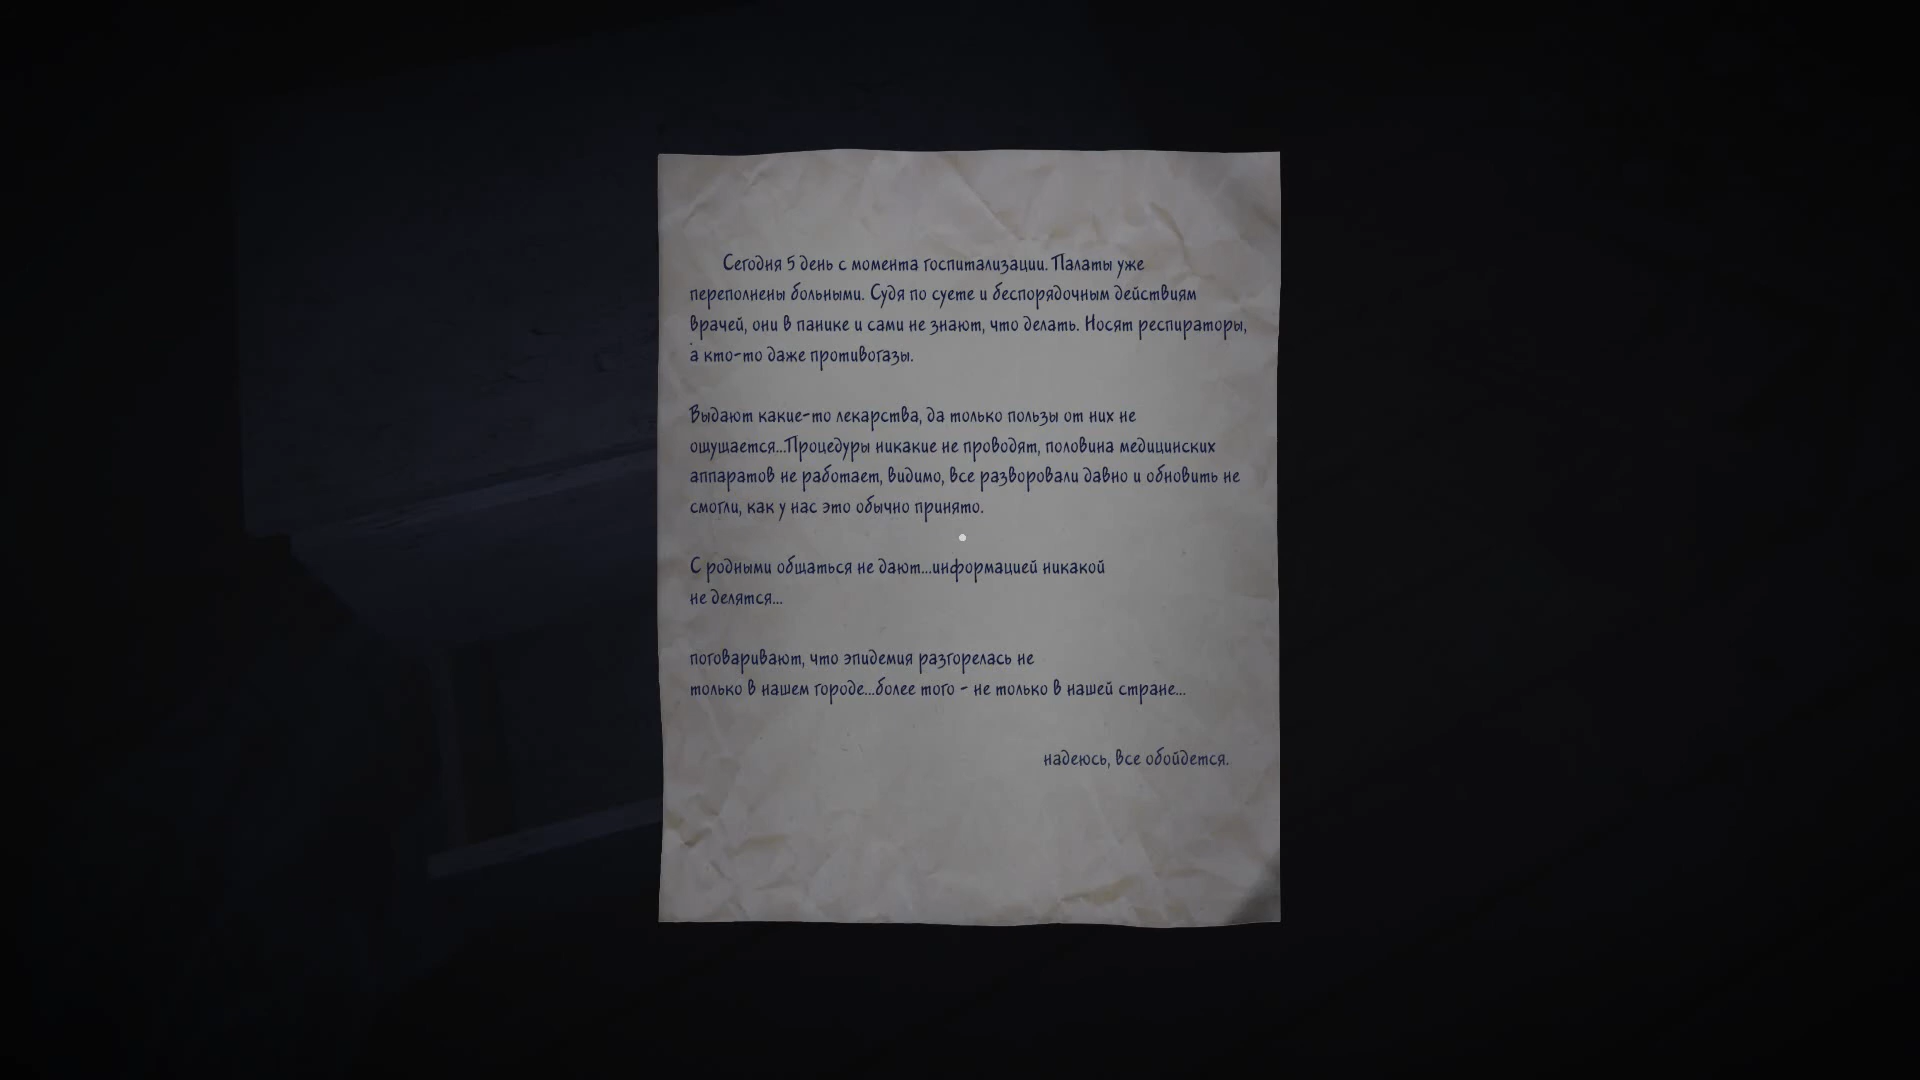 Сегодня 5 день с момента госпитализации. Палаты уже
переполнены больными. Судя по суете и беспорядочным действиям
врачей, они в панике и сами не знают, что делать. Носят респираторы,
а кто-то даже противогазы.
Выдают какие-то лекарства, да только пользы от них не
ощущается...Процедуры никакие не проводят, половина медицинских
аппаратов не работает, видимо, все разворовали давно и обновить не
смогли, как у нас это обычно принято.
С родными общаться не дают...информацией никакой
не делятся...
поговаривают, что эпидемия разгорелась не
только в нашем городе...более того - не только в нашей стране...
надеюсь, все обойдется.